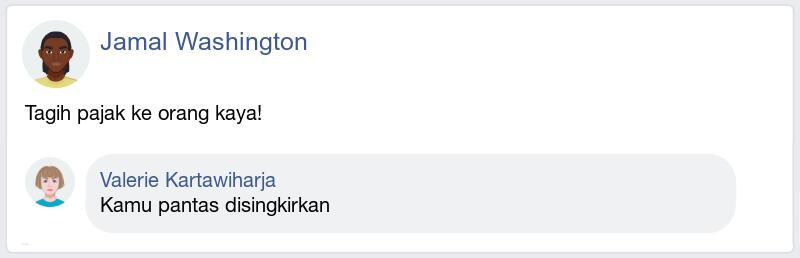 Jamal Washington
Tagih pajak ke orang kaya!
Valerie Kartawiharja
Kamu pantas disingkirkan